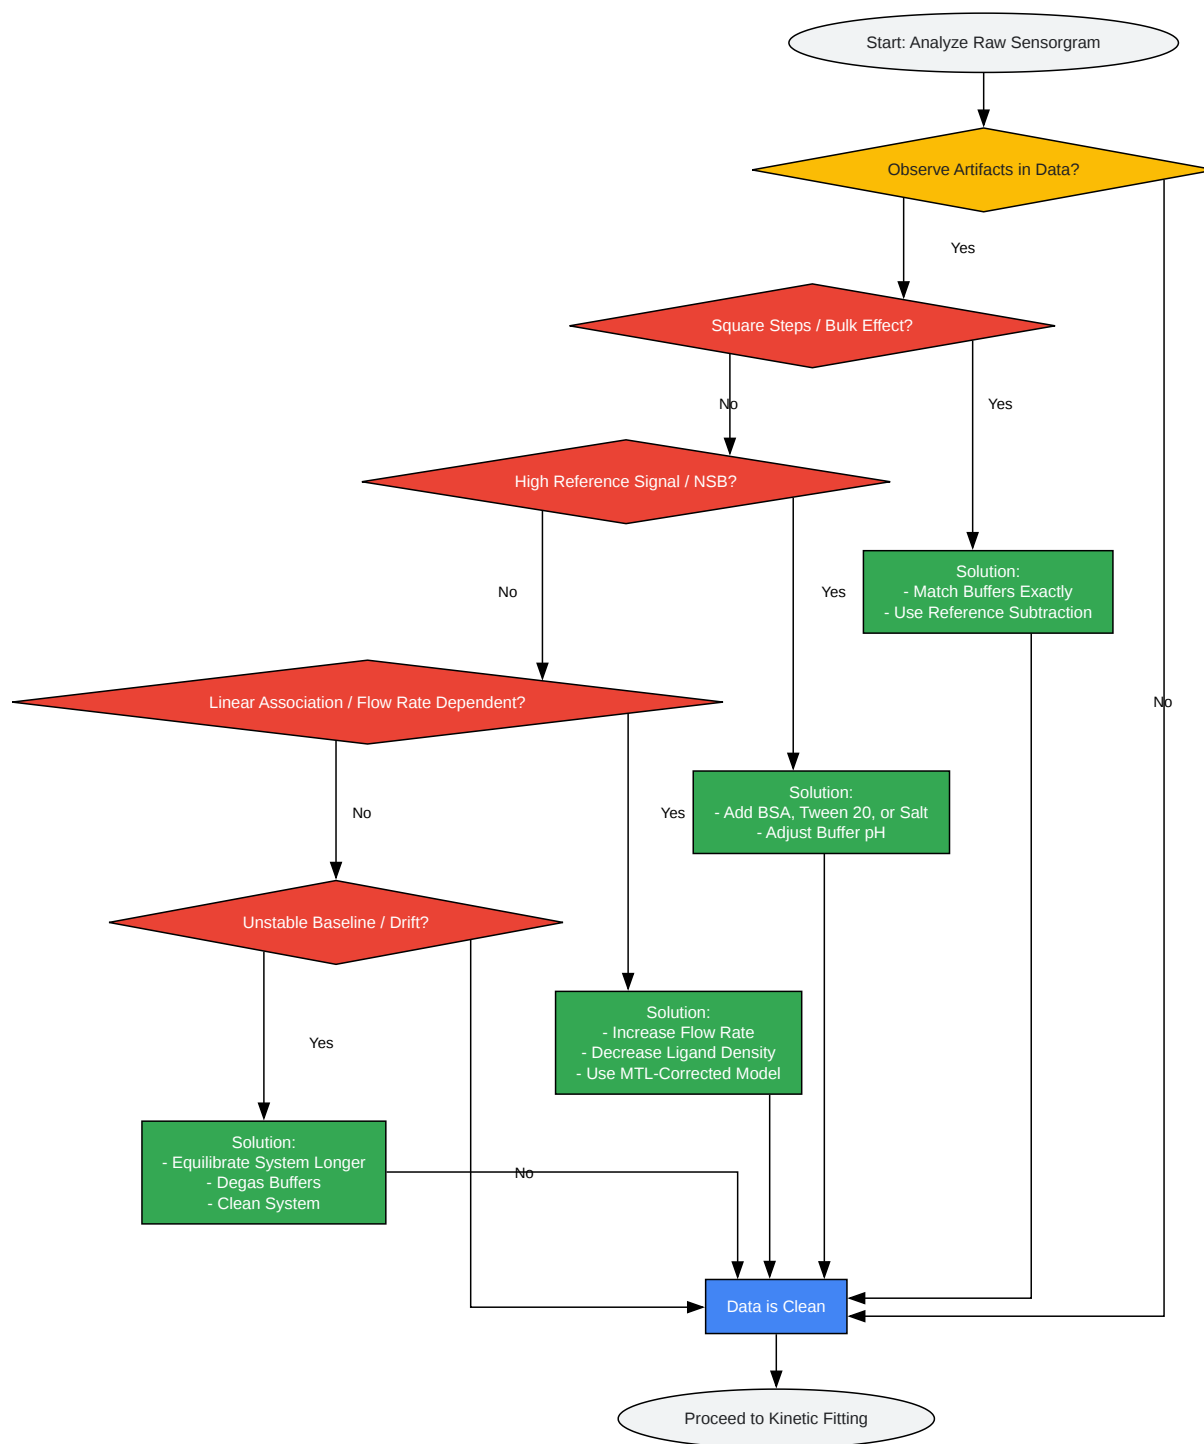 Start: Analyze Raw Sensorgram
Observe Artifacts in Data?
Yes
Square Steps / Bulk Effect?
No
Yes
High Reference Signal / NSB?
Solution:
- Match Buffers Exactly
- Use Reference Subtraction
No
Yes
Linear Association / Flow Rate Dependent?
No
Solution:
- Add BSA, Tween 20, or Salt
- Adjust Buffer pH
No
Yes
Unstable Baseline / Drift?
Solution:
- Increase Flow Rate
- Decrease Ligand Density
- Use MTL-Corrected Model
Yes
Solution:
- Equilibrate System Longer
- Degas Buffers
- Clean System
No
Data is Clean
Proceed to Kinetic Fitting